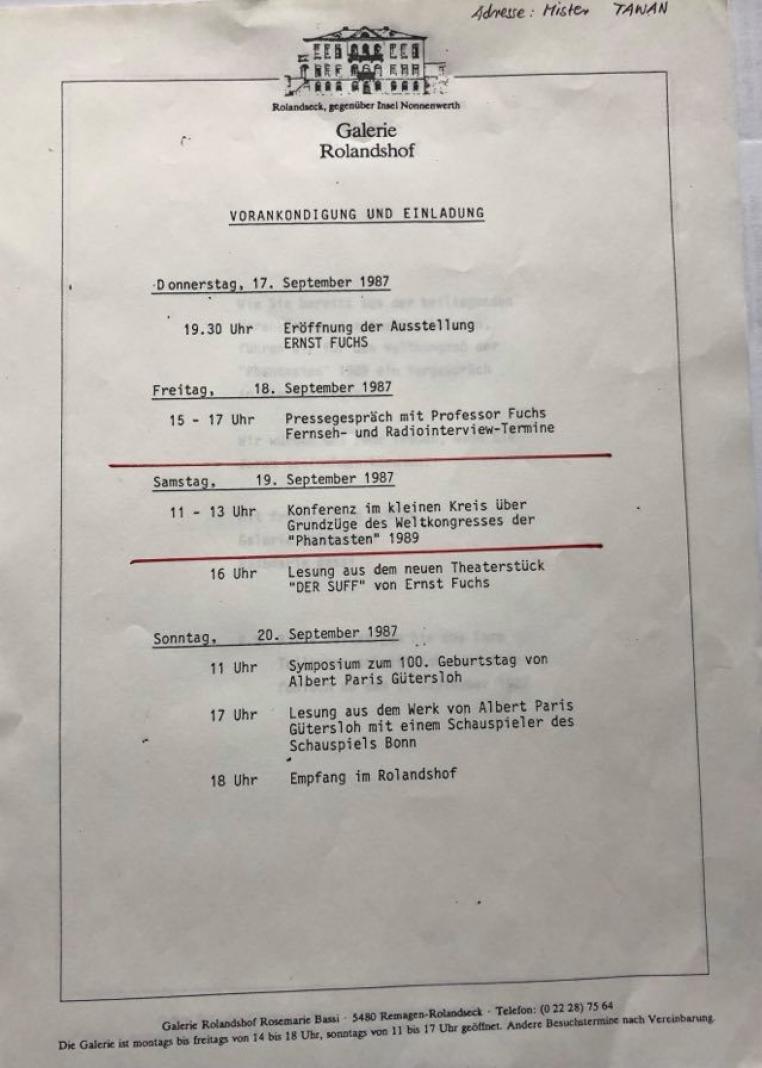 Adresse: Mister TAWAN
Rolandseck, gegenüber Insel Nonnenwerth
Galerie
Rolandshof
VORANKONDIGUNG UND EINLADUNG
Donnerstag, 17. September 1987
19.30 Uhr Eröffnung der Ausstellung
ERNST FUCHS
Freitag, 18. September 1987
15 - 17 Uhr Pressegespräch mit Professor Fuchs
Fernseh- und Radiointerview-Termine
Samstag, 19. September 1987
11 - 13 Uhr Konferenz im kleinen Kreis über
Grundzüge des Weltkongresses der
"Phantasten" 1989
16 Uhr Lesung aus dem neuen Theaterstück
"DER SUFF" von Ernst Fuchs
Sonntag, 20. September 1987
11 Uhr Symposium zum 100. Geburtstag von
Albert Paris Gütersloh
17 Uhr Lesung aus dem Werk von Albert Paris
Gütersloh mit einem Schauspieler des
Schauspiels Bonn
18 Uhr Empfang im Rolandshof
Galerie Rolandshof Rosemarie Bassi · 5480 Remagen-Rolandseck · Telefon: (0 22 28) 75 64
Die Galerie ist montags bis freitags von 14 bis 18 Uhr, sonntags von 11 bis 17 Uhr geöffnet. Andere Besuchstermine nach Vereinbarung.